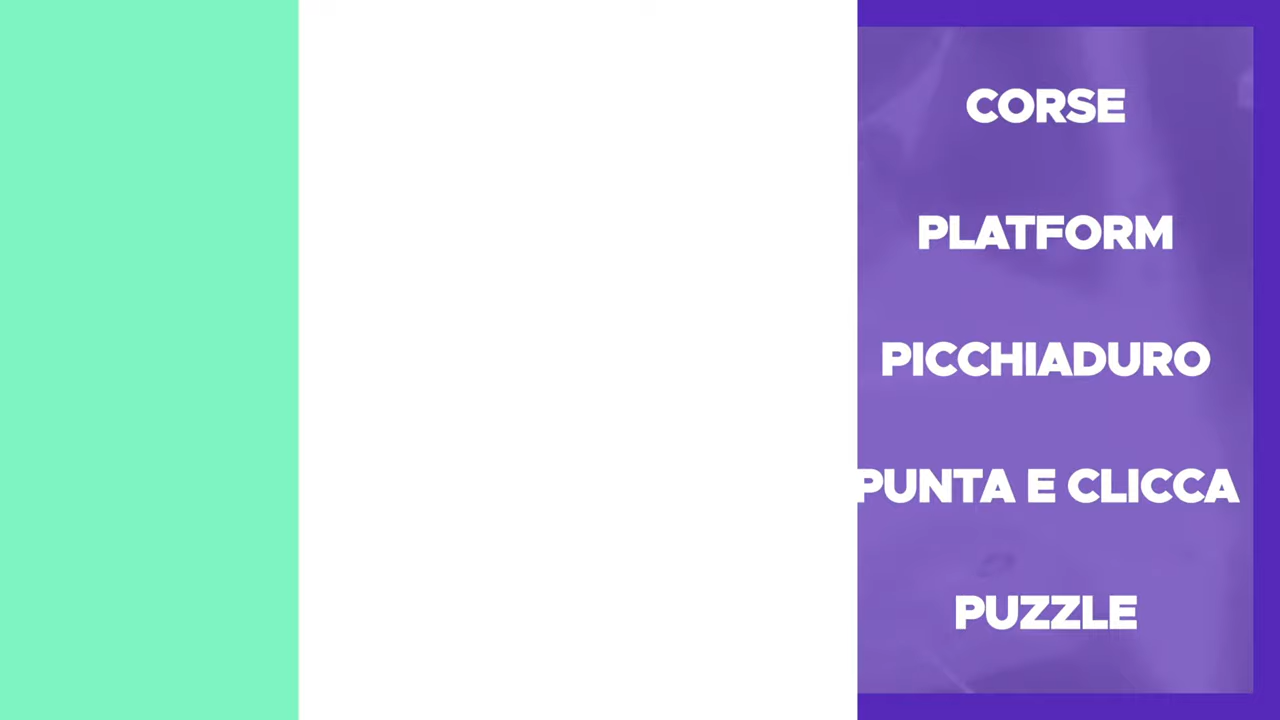 CORSE
PLATFORM
PICCHIADURO
PUNTA E CLICCA
PUZZLE